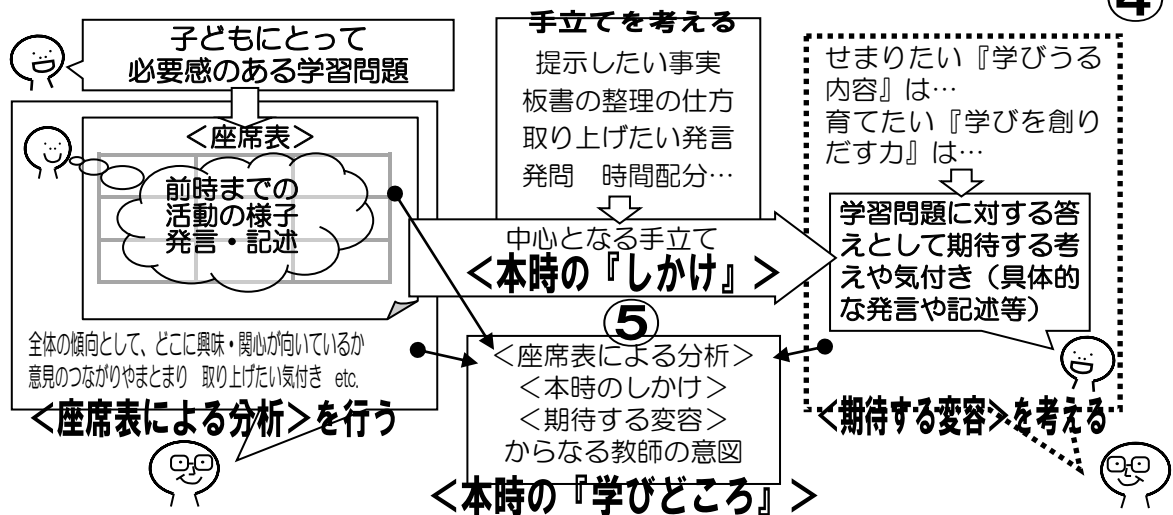 ④
子どもにとって
必要感のある学習問題
＜座席表＞
前時までの
活動の様子
発言・記述
全体の傾向として、どこに興味・関心が向いているか
意見のつながりやまとまり　取り上げたい気付き　etc.
＜座席表による分析＞を行う
手立てを考える
提示したい事実
板書の整理の仕方
取り上げたい発言
発問　時間配分…
中心となる手立て
＜本時の『しかけ』＞
⑤
＜座席表による分析＞
＜本時のしかけ＞
＜期待する変容＞
からなる教師の意図
＜本時の『学びどころ』＞
せまりたい『学びうる
内容』は…
育てたい『学びを創り
だす力』は…
学習問題に対する答
えとして期待する考
えや気付き（具体的
な発言や記述等）
＜期待する変容＞を考える